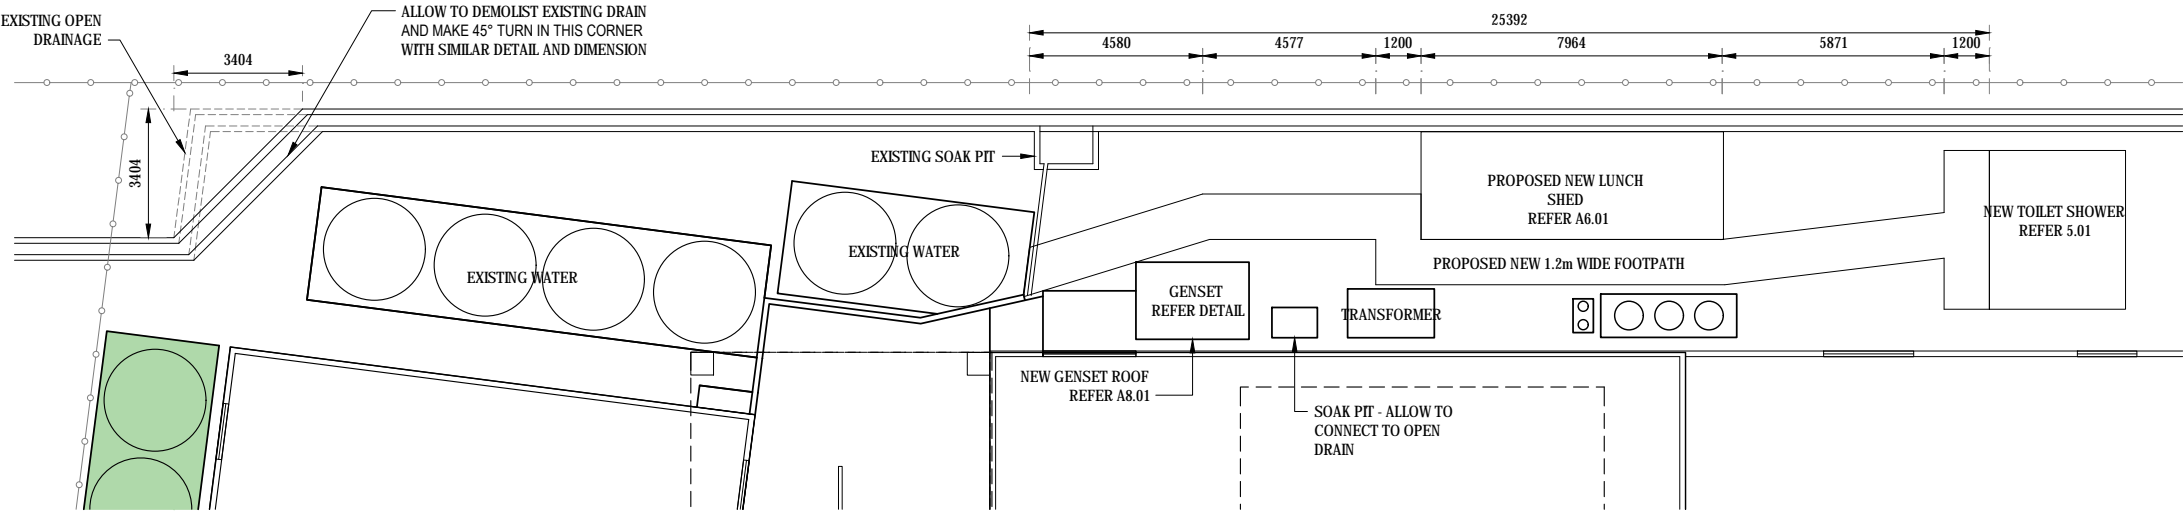 EXISTING OPEN
DRAINAGE
ALLOW TO DEMOLIST EXISTING DRAIN
AND MAKE 45° TURN IN THIS CORNER
WITH SIMILAR DETAIL AND DIMENSION
3404
3404
25392
4580
4577
1200
7964
5871
1200
EXISTING SOAK PIT
PROPOSED NEW LUNCH
SHED
REFER A6.01
NEW TOILET SHOWER
REFER 5.01
EXISTING WATER
EXISTING WATER
PROPOSED NEW 1.2m WIDE FOOTPATH
GENSET
REFER DETAIL
TRANSFORMER
NEW GENSET ROOF
REFER A8.01
SOAK PIT - ALLOW TO
CONNECT TO OPEN
DRAIN